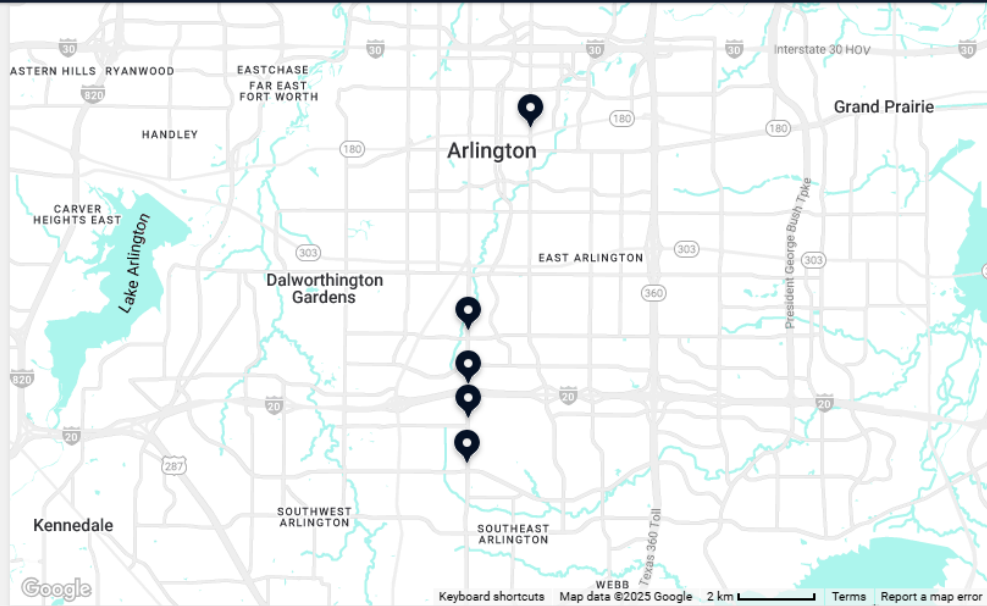 30
30
30
30
30
Interstate 30 HOV
EASTERN HILLS
RYANWOOD
820
EASTCHASE
FAR EAST
FORT WORTH
Grand Prairie
HANDLEY
180
180
180
Arlington
CARVER
HEIGHTS EAST
Lake Arlington
303
303
303
EAST ARLINGTON
President George Bush Tpke
Dalworthington
Gardens
360
820
20
20
20
20
287
SOUTHWEST
ARLINGTON
Kennedale
SOUTHEAST
ARLINGTON
Texas 360 Toll
WEBB
Google
Keyboard shortcuts
Map data ©2025 Google
2 km
Terms
Report a map error